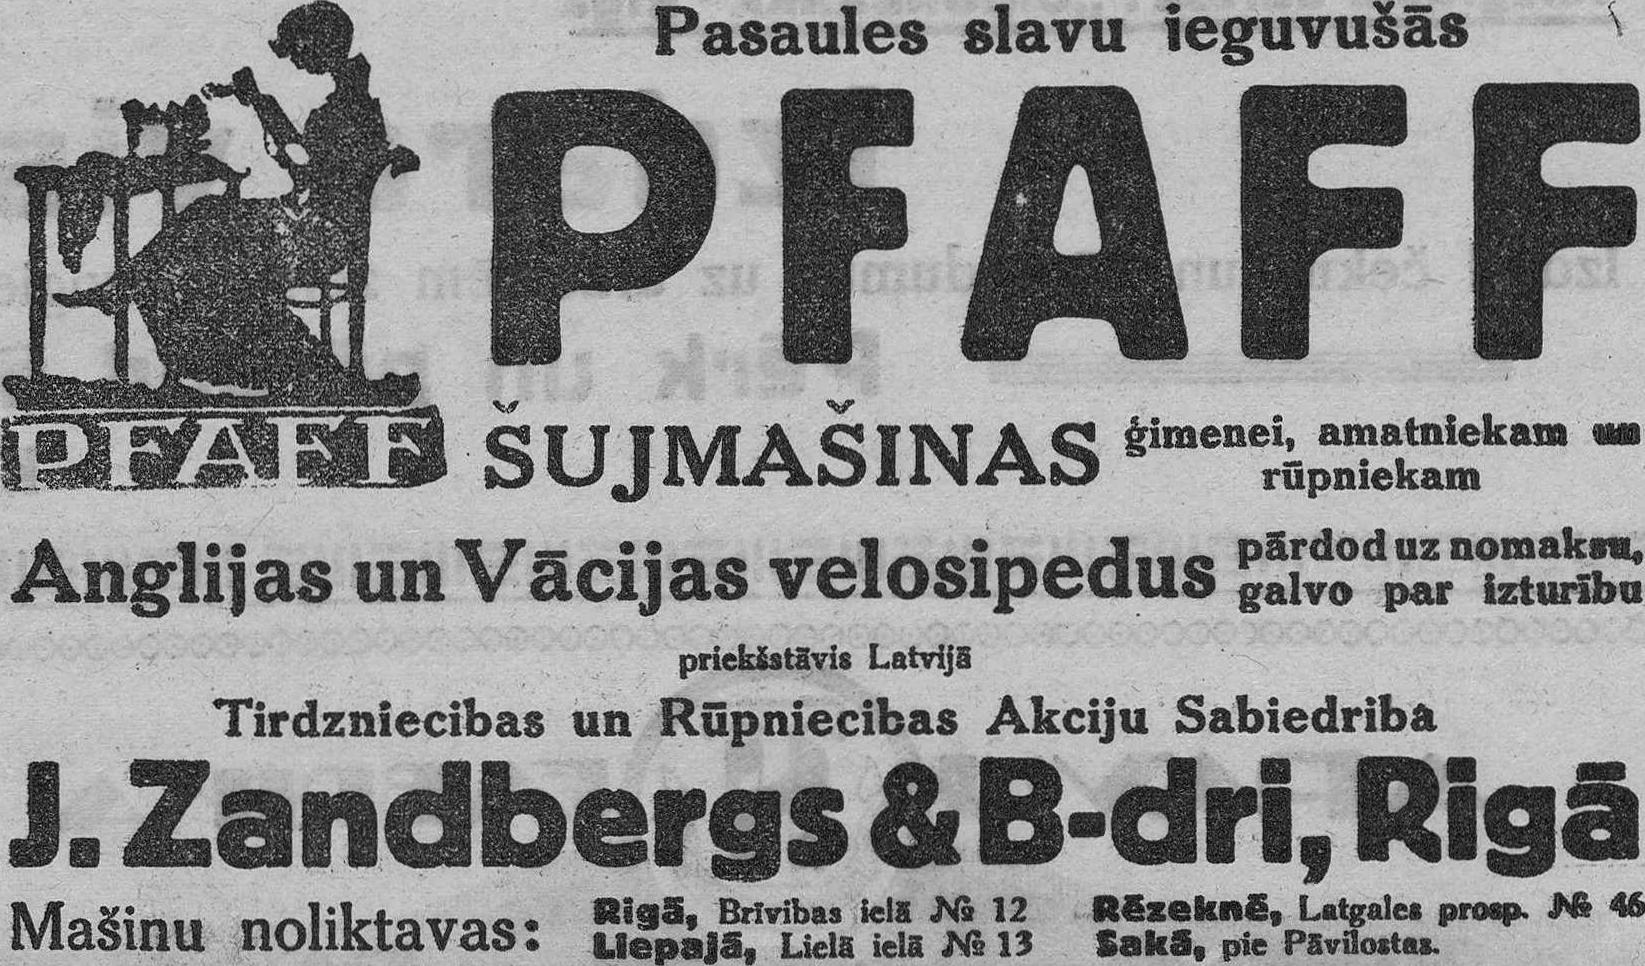 Pasaules slavu ieguvušās
PFAFF
PFAFF
ŠUJMAŠINAS ģimenei, amatniekam un
rūpniekam
Anglijas un Vācijas velosipedus pārdod uz nomaksu,
galvo par izturību
priekšstāvis Latvijā
Tirdzniecibas un Rūpniecibas Akciju Sabiedriba
J. Zandbergs & B-dri, Rigā
Mašinu noliktavas:
Rigā, Brīvibas ielā № 12
Liepajā, Lielā ielā № 13
Rēzeknē, Latgales prosp. № 46
Sakā, pie Pāvilostas.